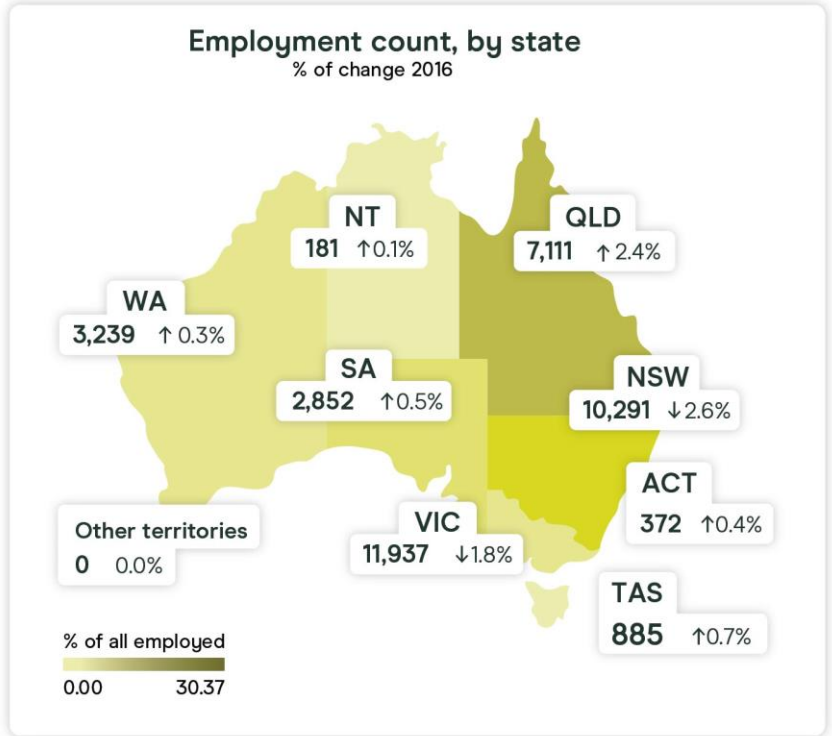 Employment count, by state
% of change 2016
NT
181 ↑0.1%
QLD
7,111 ↑2.4%
WA
3,239 ↑0.3%
SA
2,852 ↑0.5%
NSW
10,291 ↓2.6%
ACT
372 ↑0.4%
Other territories
0 0.0%
VIC
11,937 ↓1.8%
TAS
885 ↑0.7%
% of all employed
0.00 30.37